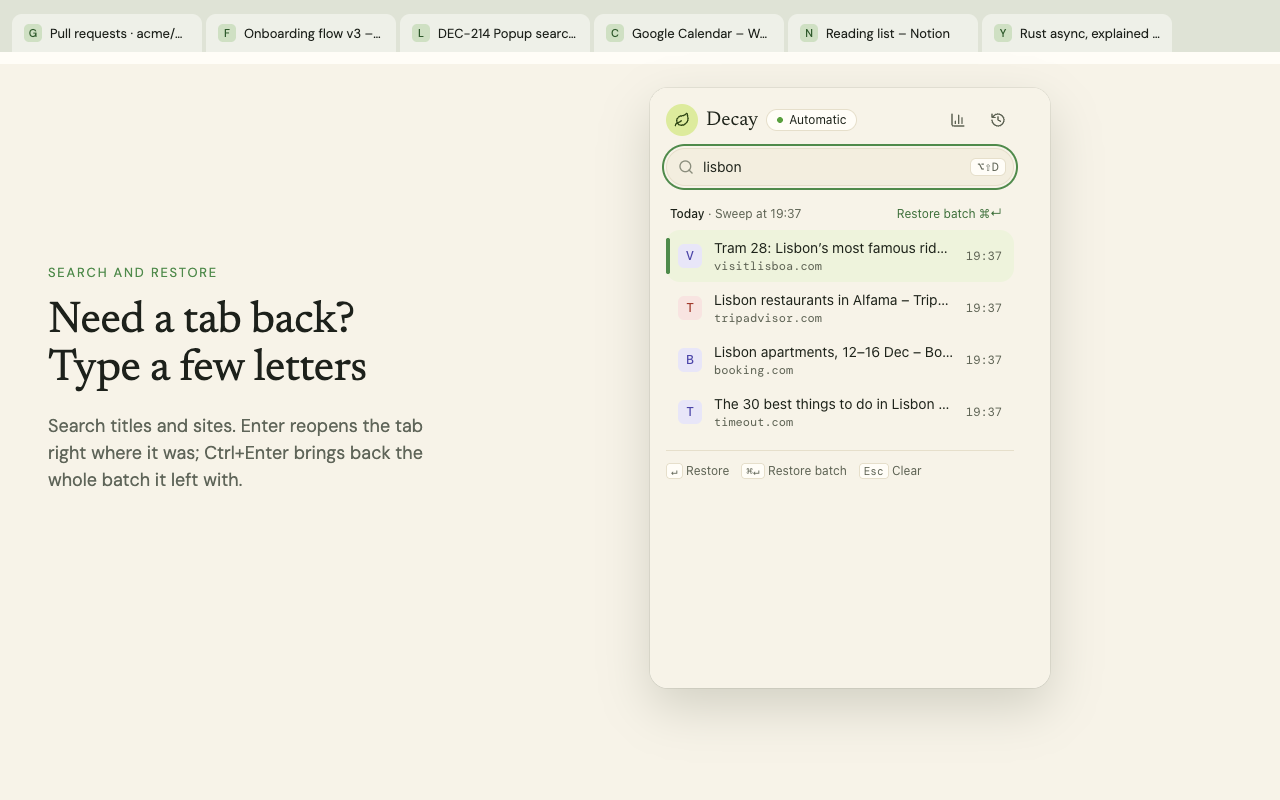 G Pull requests · acme/…
F Onboarding flow v3 –…
L DEC-214 Popup searc…
C Google Calendar – W…
N Reading list – Notion
Y Rust async, explained …
Decay
Automatic
lisbon
⌥⇧D
Today · Sweep at 19:37
Restore batch ⌘↵
V Tram 28: Lisbon’s most famous rid… 19:37
visitlisboa.com
T Lisbon restaurants in Alfama – Trip… 19:37
tripadvisor.com
B Lisbon apartments, 12–16 Dec – Bo… 19:37
booking.com
T The 30 best things to do in Lisbon … 19:37
timeout.com
↵ Restore ⌘↵ Restore batch Esc Clear
SEARCH AND RESTORE
Need a tab back?
Type a few letters
Search titles and sites. Enter reopens the tab
right where it was; Ctrl+Enter brings back the
whole batch it left with.